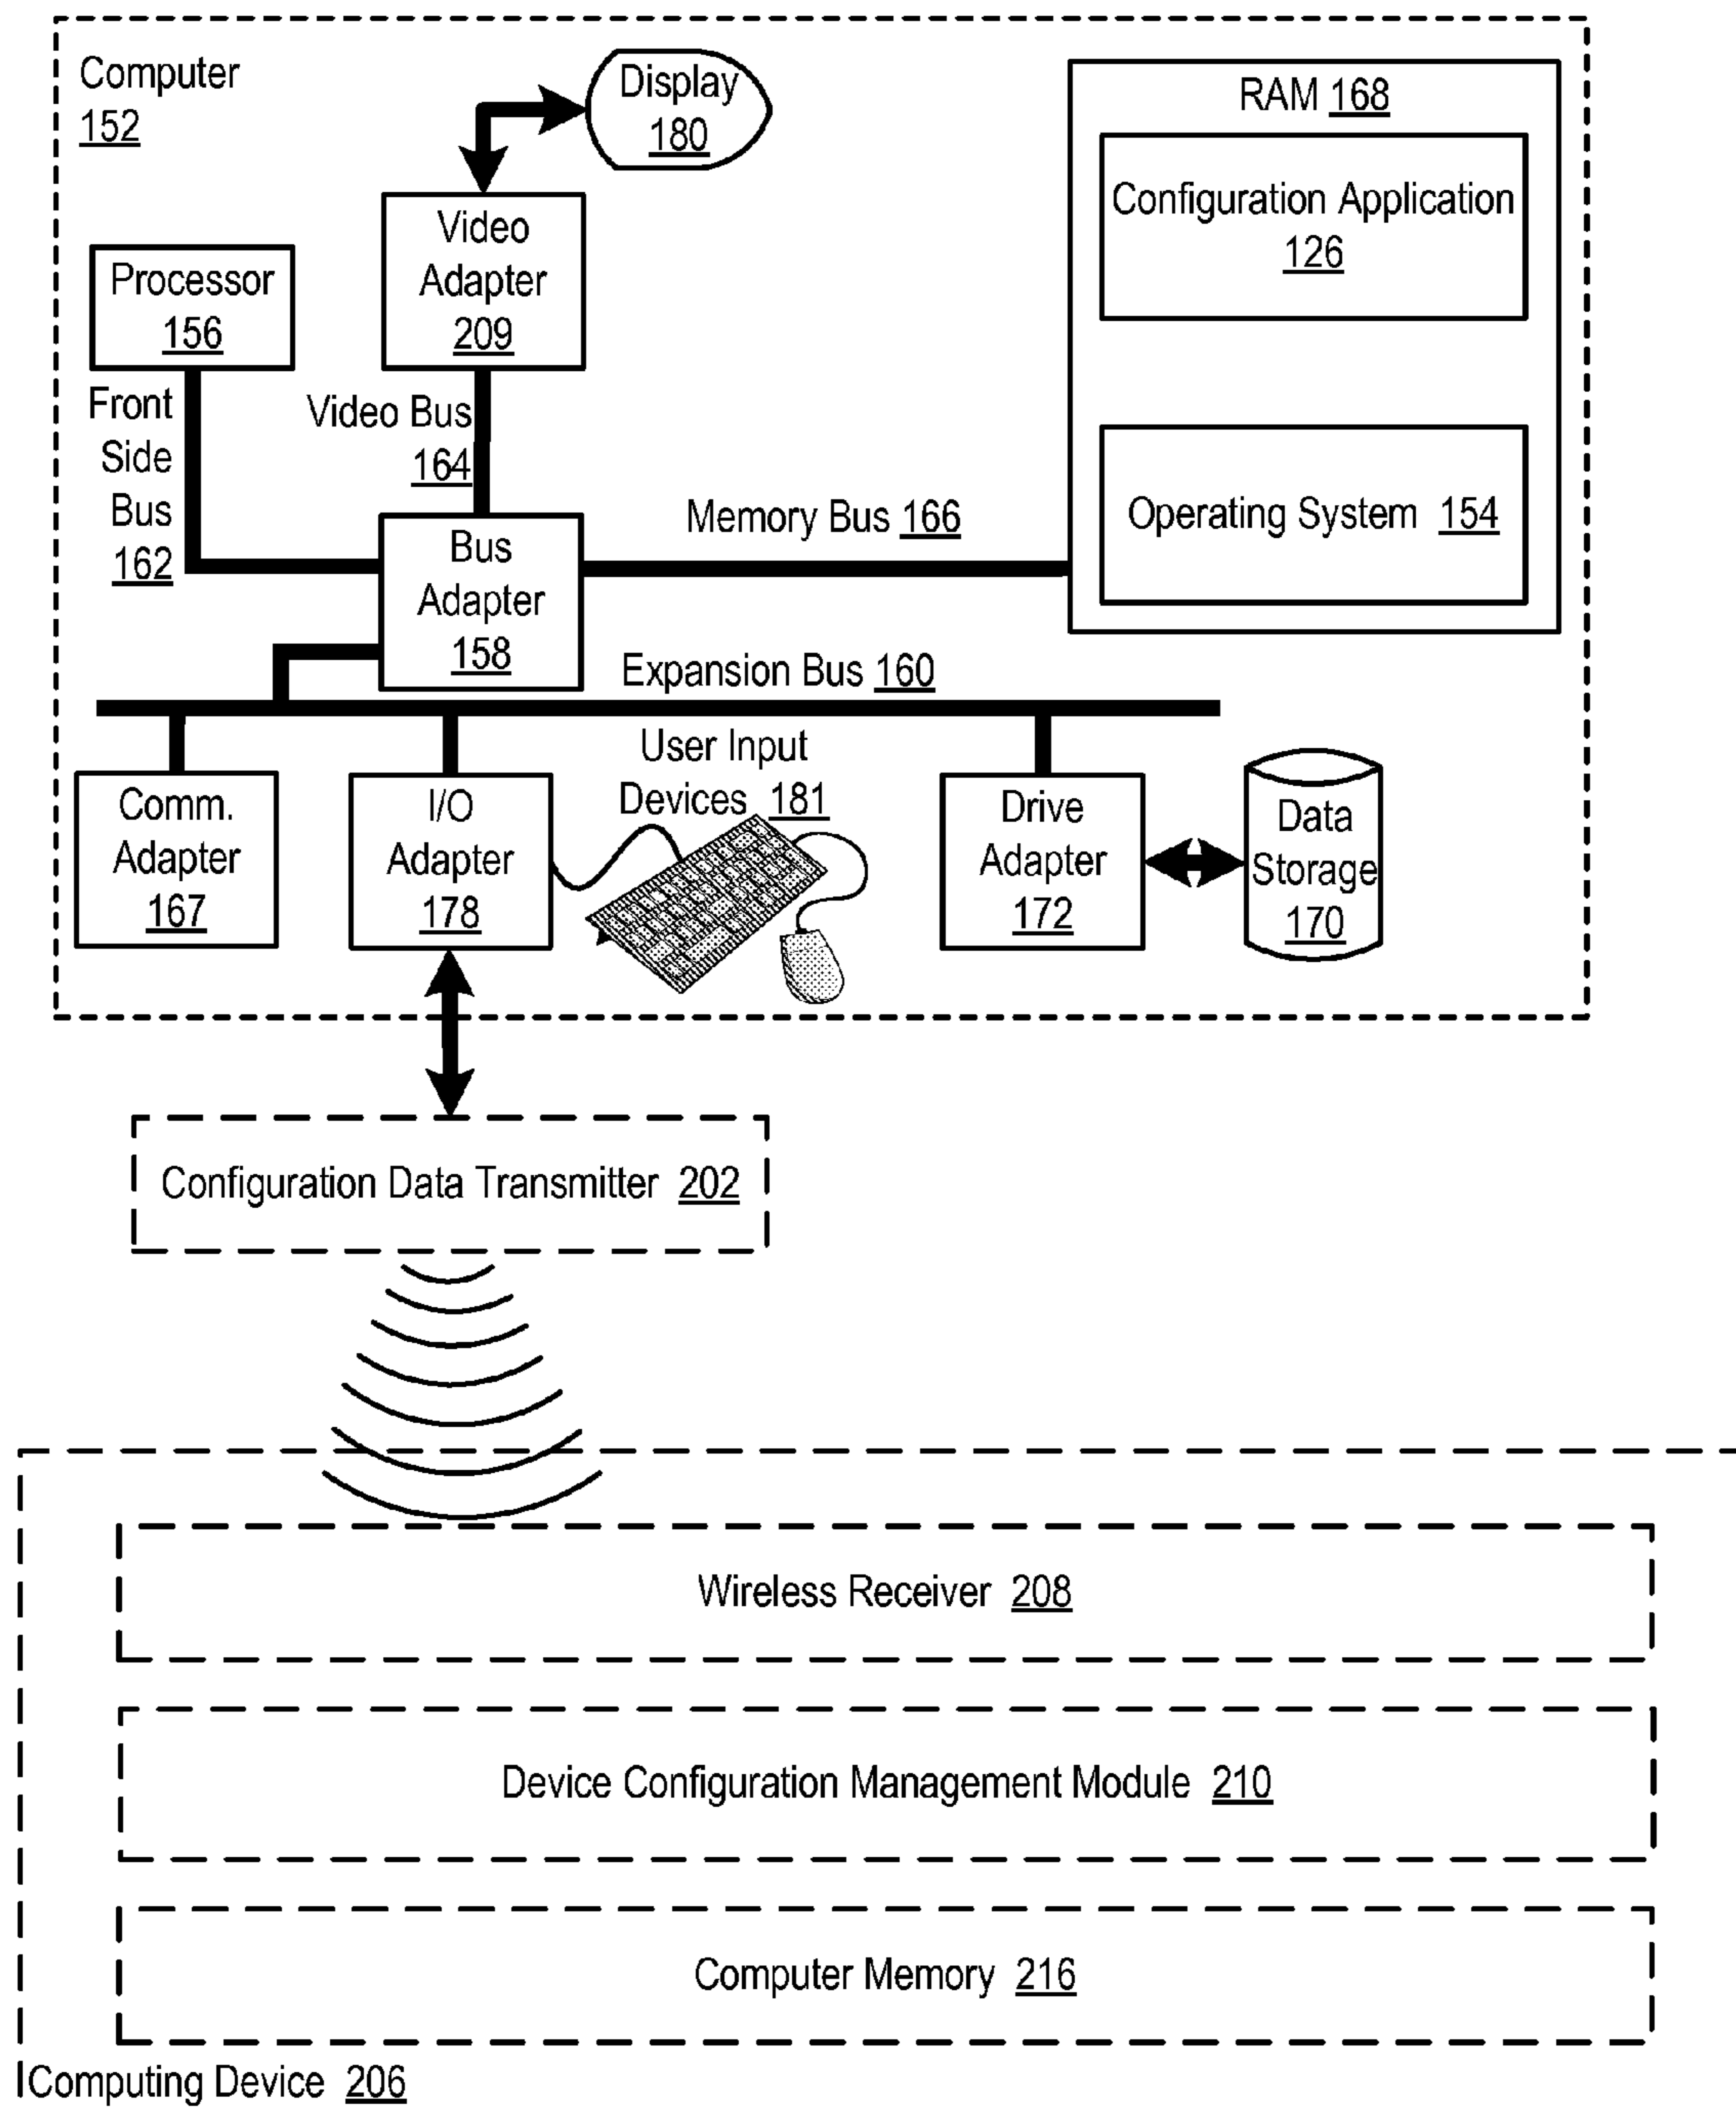 Computer
152
Display
180
RAM 168
Configuration Application
126
Video
Adapter
209
Processor
156
Front
Side
Bus
162
Video Bus
164
Operating System 154
Memory Bus 166
Bus
Adapter
158
Expansion Bus 160
User Input
Devices 181
Comm.
Adapter
167
I/O
Adapter
178
Drive
Adapter
172
Data
Storage
170
Configuration Data Transmitter 202
Wireless Receiver 208
Device Configuration Management Module 210
Computer Memory 216
Computing Device 206